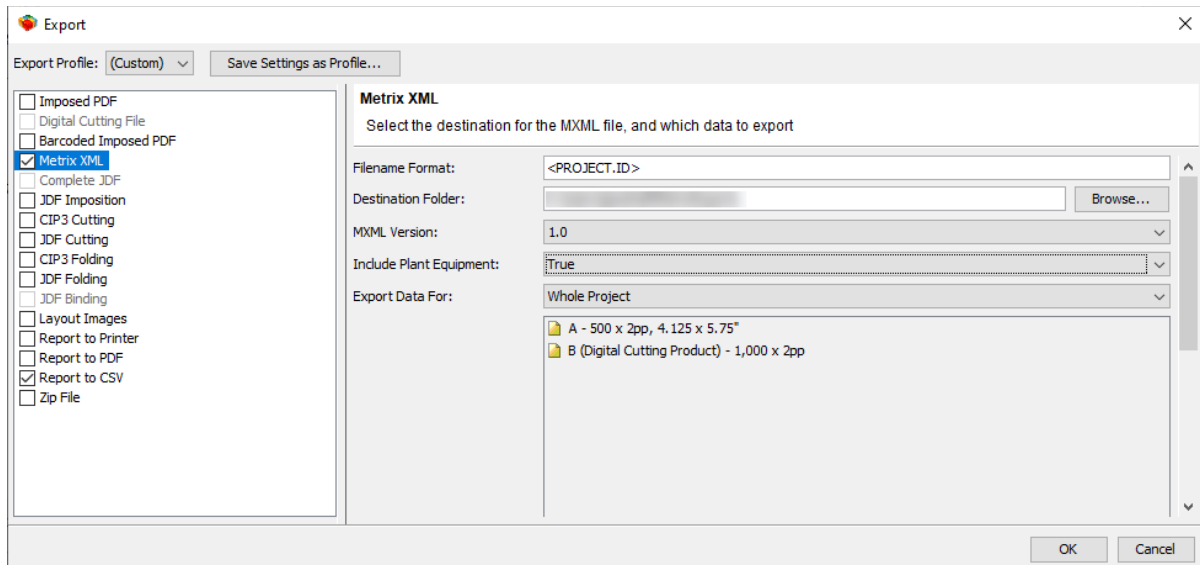 Export
Export Profile: (Custom) Save Settings as Profile...
Imposed PDF
Digital Cutting File
Barcoded Imposed PDF
Metrix XML
Complete JDF
JDF Imposition
CIP3 Cutting
JDF Cutting
CIP3 Folding
JDF Folding
JDF Binding
Layout Images
Report to Printer
Report to PDF
Report to CSV
Zip File
Metrix XML
Select the destination for the MXML file, and which data to export
Filename Format: <PROJECT.ID>
Destination Folder: Browse...
MXML Version: 1.0
Include Plant Equipment: True
Export Data For: Whole Project
A - 500 x 2pp, 4.125 x 5.75"
B (Digital Cutting Product) - 1,000 x 2pp
OK Cancel